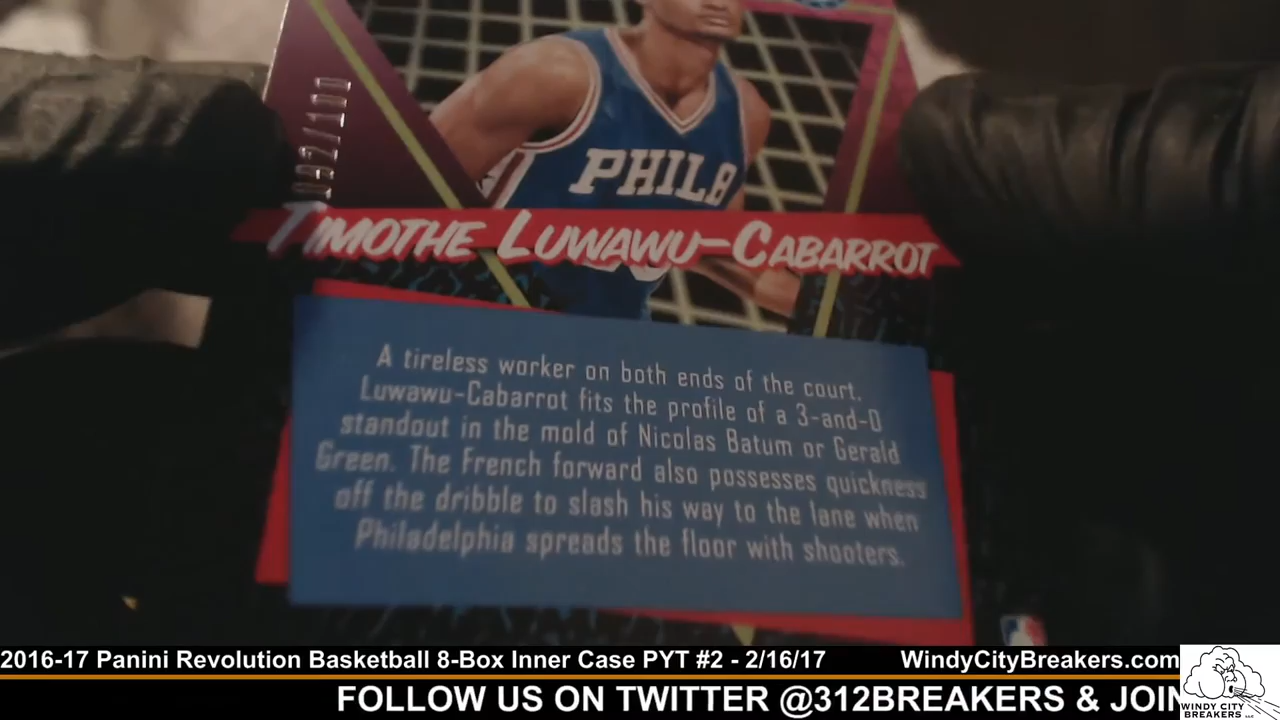 092/100
PHILA
TIMOTHE LUWAWU-CABARROT
A tireless worker on both ends of the court,
Luwawu-Cabarrot fits the profile of a 3-and-D
standout in the mold of Nicolas Batum or Gerald
Green. The French forward also possesses quickness
off the dribble to slash his way to the lane when
Philadelphia spreads the floor with shooters.
2016-17 Panini Revolution Basketball 8-Box Inner Case PYT #2 - 2/16/17 WindyCityBreakers.com
FOLLOW US ON TWITTER @312BREAKERS & JOIN
WINDY CITY
BREAKERS LLC